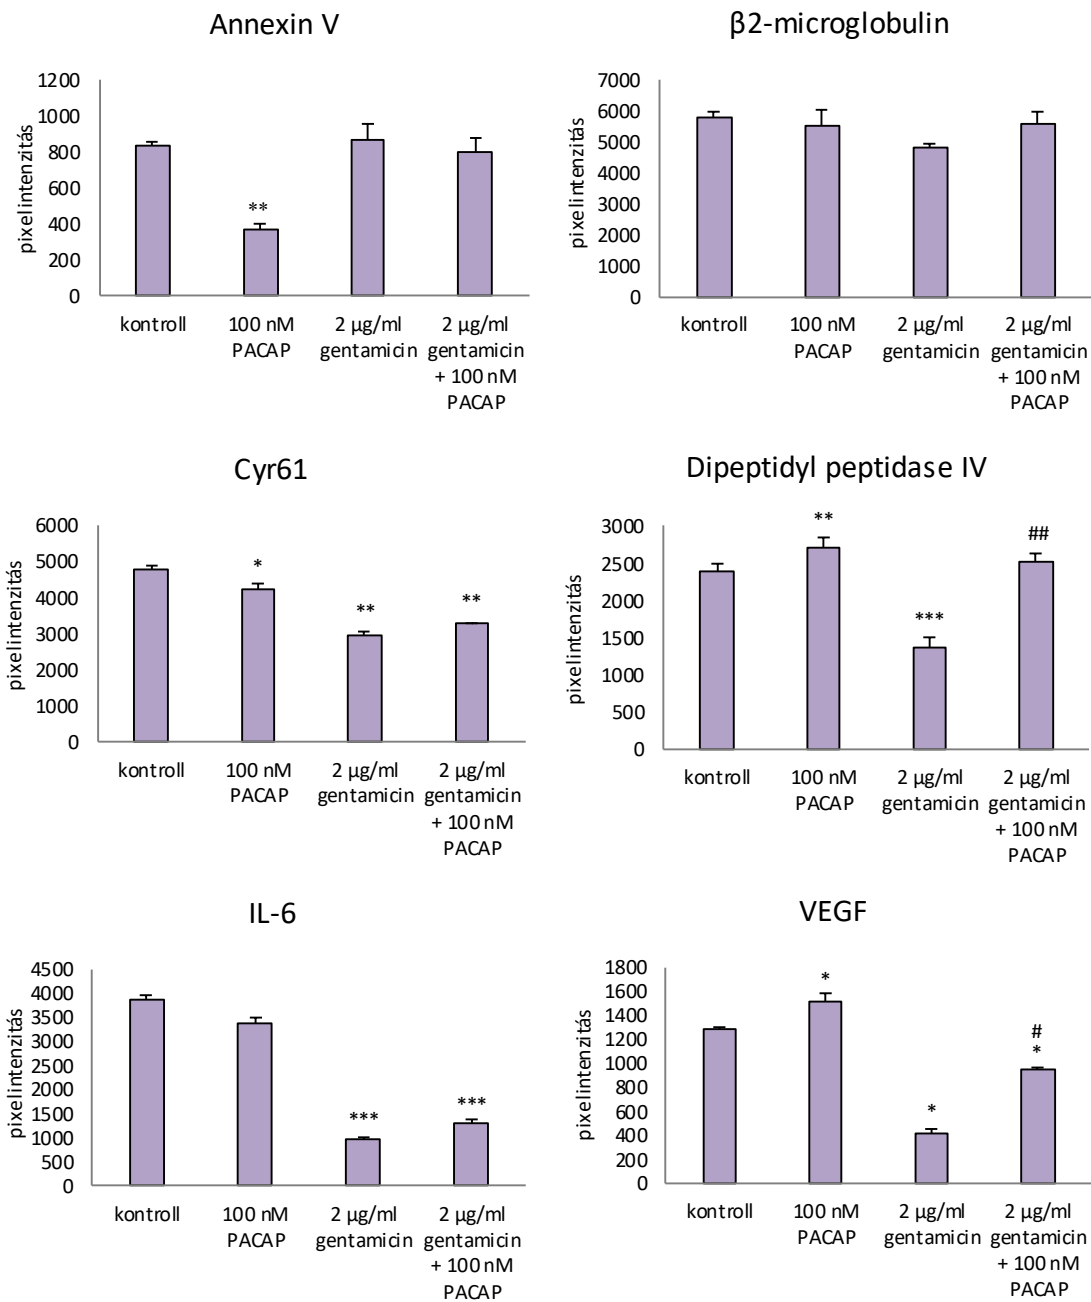 Annexin V
pixelintenzitás
1200
1000
800
600
400
200
0
**
kontroll
100 nM
PACAP
2 µg/ml
gentamicin
2 µg/ml
gentamicin
+ 100 nM
PACAP
β2-microglobulin
pixelintenzitás
7000
6000
5000
4000
3000
2000
1000
0
kontroll
100 nM
PACAP
2 µg/ml
gentamicin
2 µg/ml
gentamicin
+ 100 nM
PACAP
Cyr61
pixelintenzitás
6000
5000
4000
3000
2000
1000
0
*
**
**
kontroll
100 nM
PACAP
2 µg/ml
gentamicin
2 µg/ml
gentamicin
+ 100 nM
PACAP
Dipeptidyl peptidase IV
pixelintenzitás
3000
2500
2000
1500
1000
500
0
**
***
##
kontroll
100 nM
PACAP
2 µg/ml
gentamicin
2 µg/ml
gentamicin
+ 100 nM
PACAP
IL-6
pixelintenzitás
4500
4000
3500
3000
2500
2000
1500
1000
500
0
***
***
kontroll
100 nM
PACAP
2 µg/ml
gentamicin
2 µg/ml
gentamicin
+ 100 nM
PACAP
VEGF
pixelintenzitás
1800
1600
1400
1200
1000
800
600
400
200
0
*
*
#
*
kontroll
100 nM
PACAP
2 µg/ml
gentamicin
2 µg/ml
gentamicin
+ 100 nM
PACAP